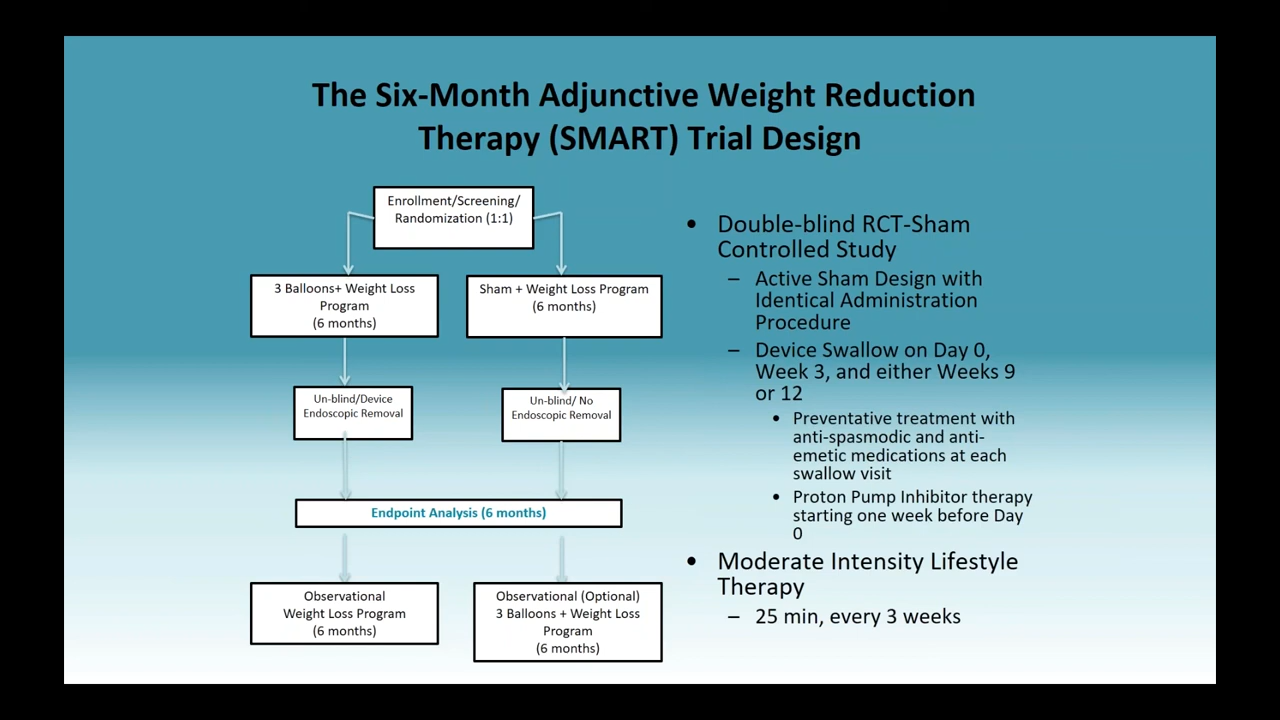 The Six-Month Adjunctive Weight Reduction
Therapy (SMART) Trial Design
Enrollment/Screening/
Randomization (1:1)
3 Balloons+ Weight Loss
Program
(6 months)
Sham + Weight Loss Program
(6 months)
Un-blind/Device
Endoscopic Removal
Un-blind/ No
Endoscopic Removal
Endpoint Analysis (6 months)
Observational
Weight Loss Program
(6 months)
Observational (Optional)
3 Balloons + Weight Loss
Program
(6 months)
• Double-blind RCT-Sham
Controlled Study
– Active Sham Design with
Identical Administration
Procedure
– Device Swallow on Day 0,
Week 3, and either Weeks 9
or 12
• Preventative treatment with
anti-spasmodic and anti-
emetic medications at each
swallow visit
• Proton Pump Inhibitor therapy
starting one week before Day
0
• Moderate Intensity Lifestyle
Therapy
– 25 min, every 3 weeks